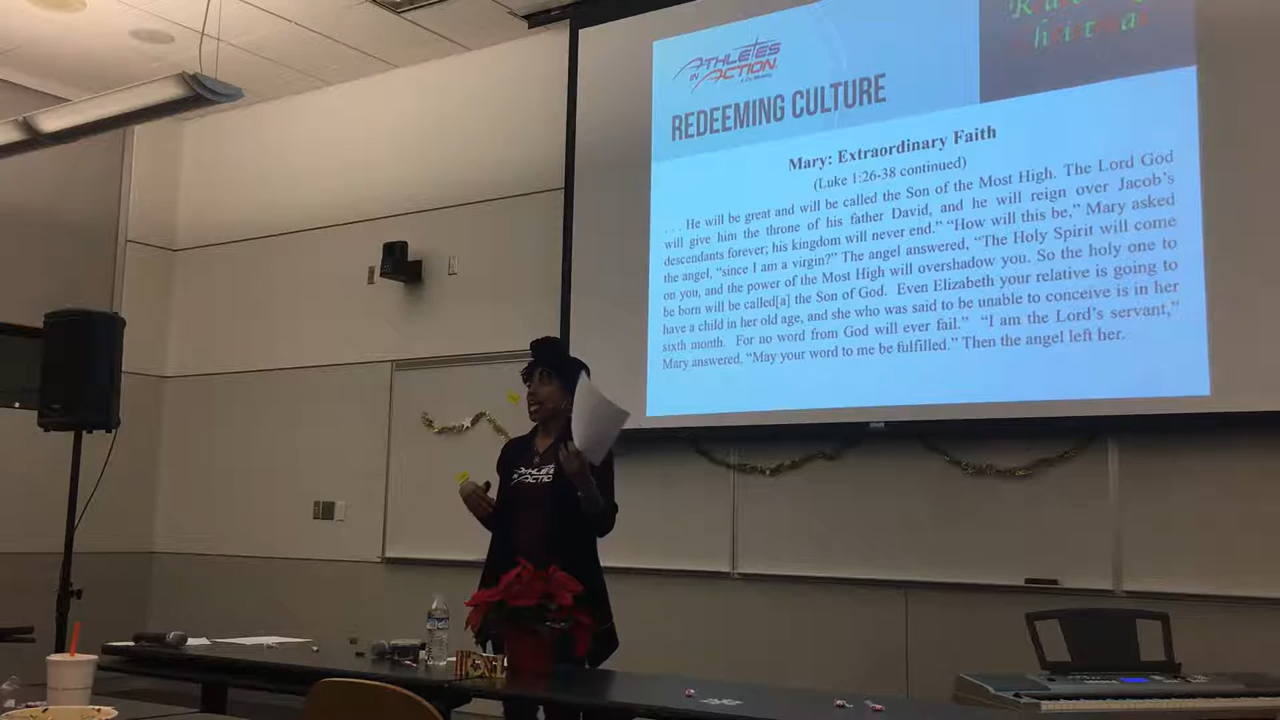 ATHLETES
IN ACTION
REDEEMING CULTURE
Christmas
Mary: Extraordinary Faith
(Luke 1:26-38 continued)
. . . He will be great and will be called the Son of the Most High. The Lord God
will give him the throne of his father David, and he will reign over Jacob's
descendants forever; his kingdom will never end.” “How will this be,” Mary asked
the angel, “since I am a virgin?” The angel answered, “The Holy Spirit will come
on you, and the power of the Most High will overshadow you. So the holy one to
be born will be called[a] the Son of God. Even Elizabeth your relative is going to
have a child in her old age, and she who was said to be unable to conceive is in her
sixth month. For no word from God will ever fail.” “I am the Lord's servant,”
Mary answered. “May your word to me be fulfilled.” Then the angel left her.
ATHLETES
IN ACTION